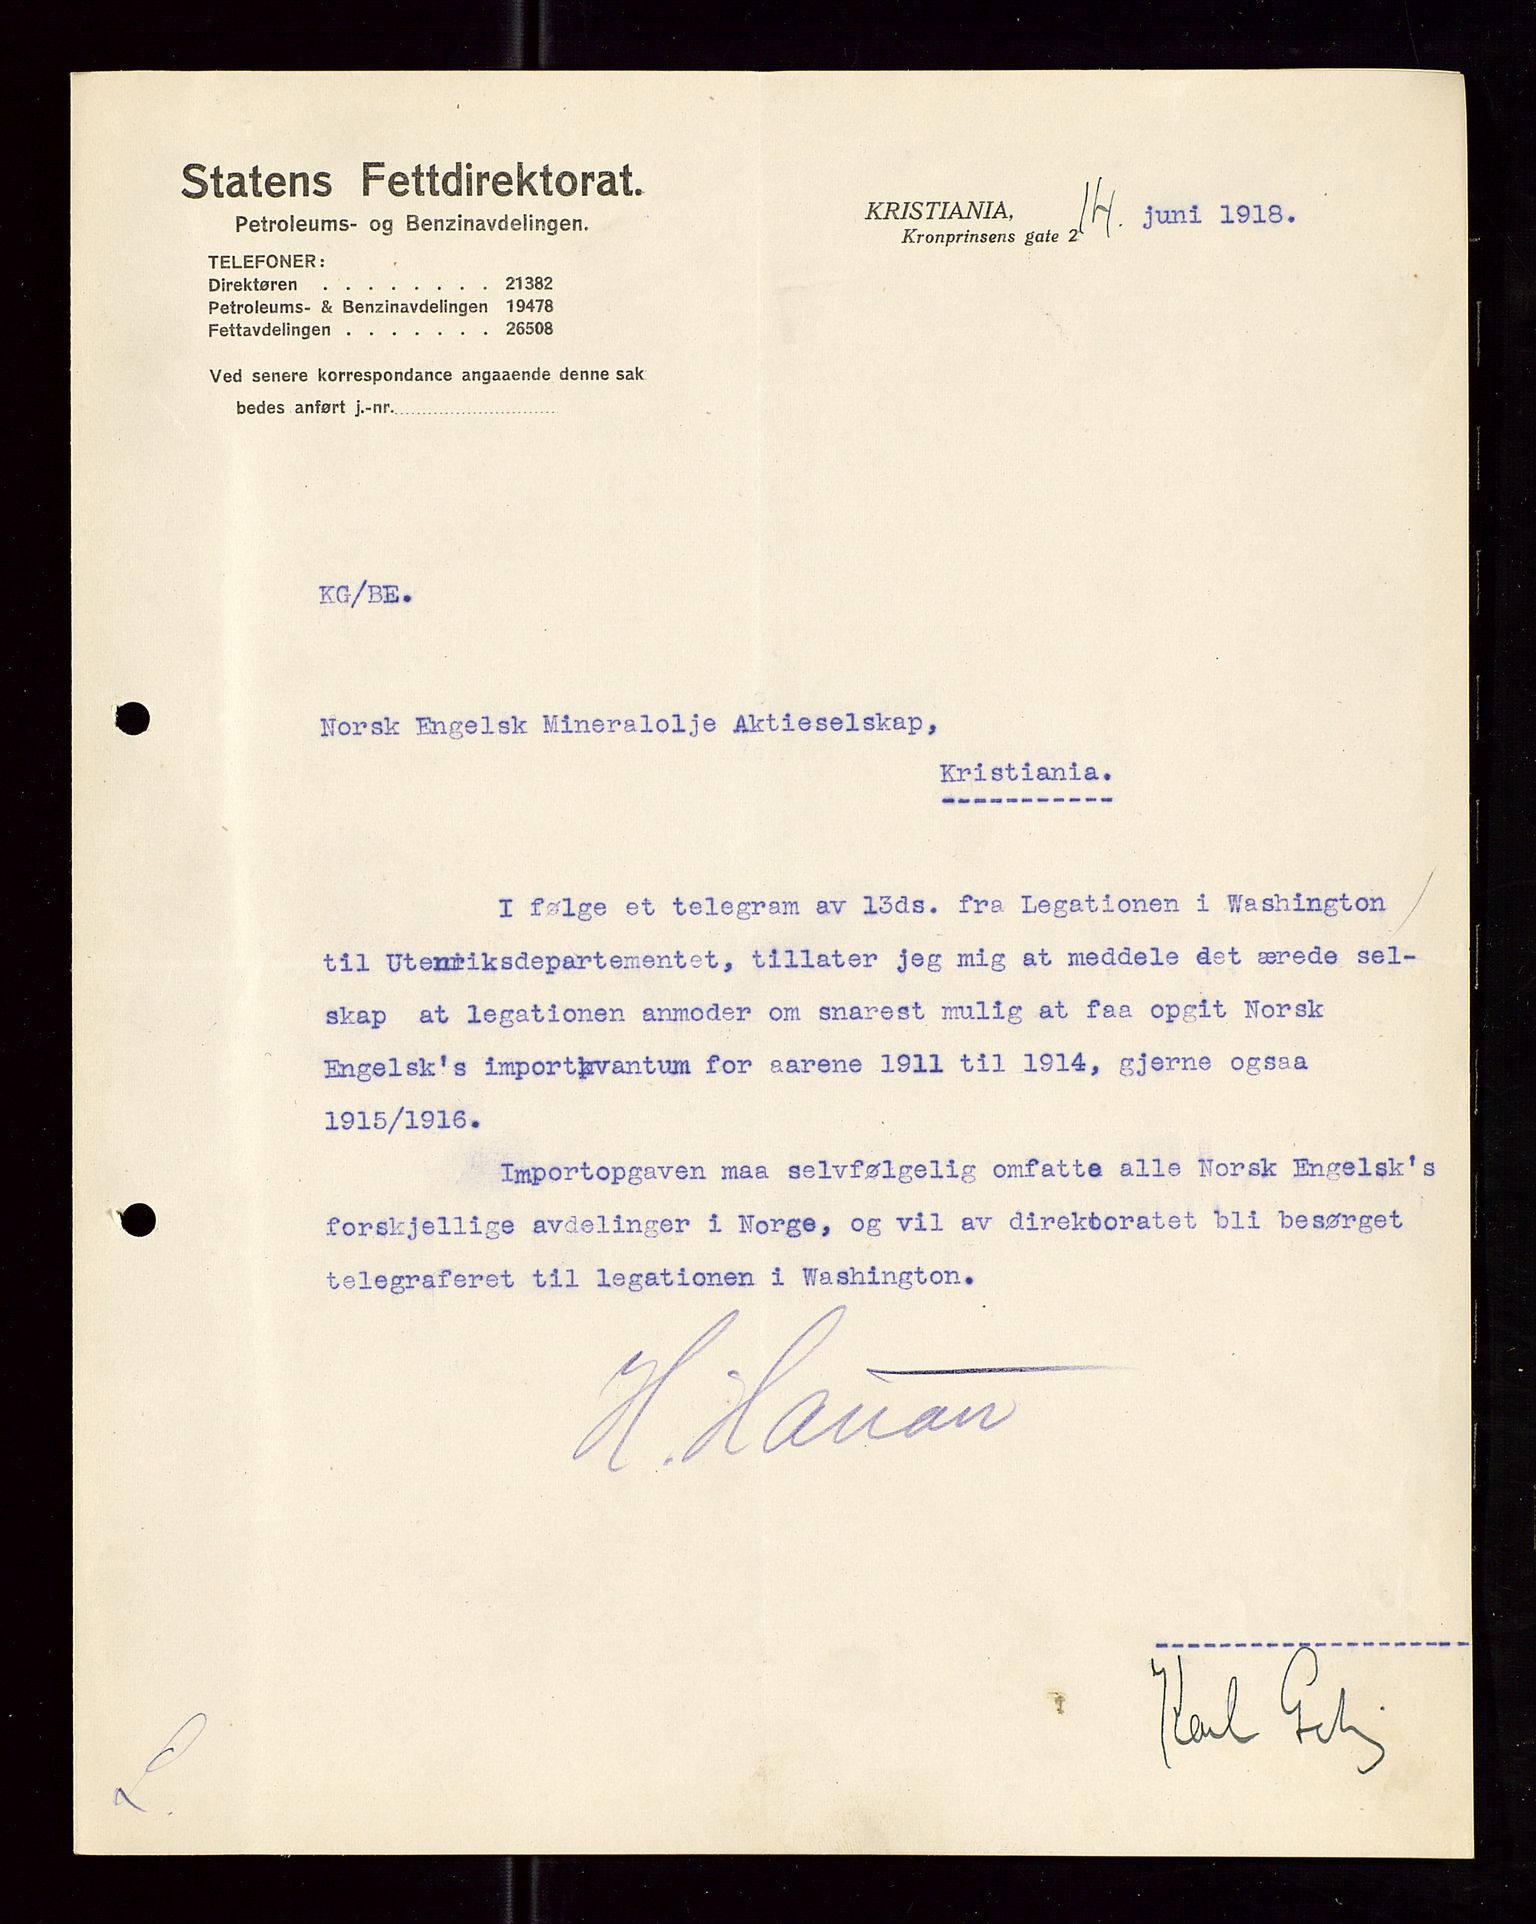 Statens Fettdirektorat.
Petroleums- og Benzinavdelingen.
TELEFONER:
Direktøren . . . . . . . . 21382
Petroleums- & Benzinavdelingen 19478
Fettavdelingen . . . . . . . 26508
Ved senere korrespondance angaaende denne sak
bedes anført j.-nr.
KRISTIANIA, 14. juni 1918.
Kronprinsens gate 2
KG/BE.
Norsk Engelsk Mineralolje Aktieselskap,
Kristiania.
I følge et telegram av 13ds. fra Legationen i Washington
til Utenriksdepartementet, tillater jeg mig at meddele det ærede sel-
skap at legationen anmoder om snarest mulig at faa opgit Norsk
Engelsk's importkvantum for aarene 1911 til 1914, gjerne ogsaa
1915/1916.
Importopgaven maa selvfølgelig omfatte alle Norsk Engelsk's
forskjellige avdelinger i Norge, og vil av direktoratet bli besørget
telegraferet til legationen i Washington.
H. Hauan
Karl
L.